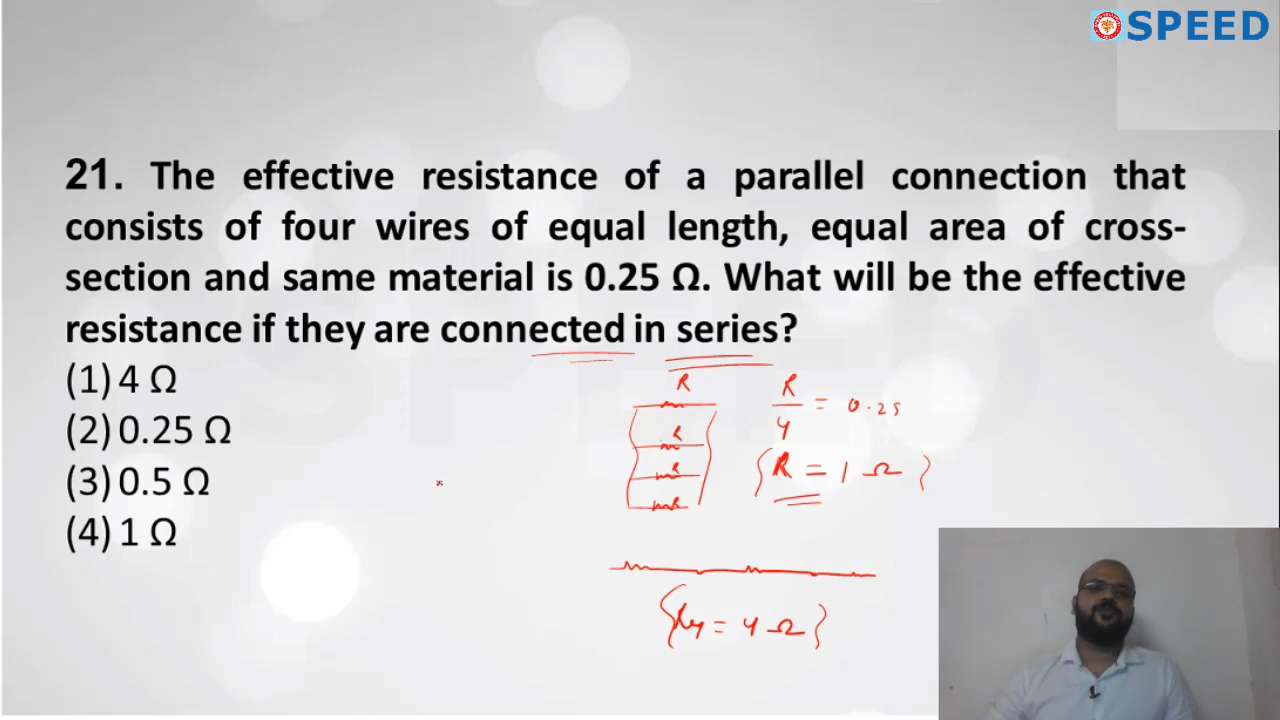 SPEED
21. The effective resistance of a parallel connection that
consists of four wires of equal length, equal area of cross-
section and same material is 0.25 Ω. What will be the effective
resistance if they are connected in series?
(1) 4 Ω
(2) 0.25 Ω
(3) 0.5 Ω
(4) 1 Ω
R
R
R
R
R/4 = 0.25
R = 1 Ω
Req = 4 Ω